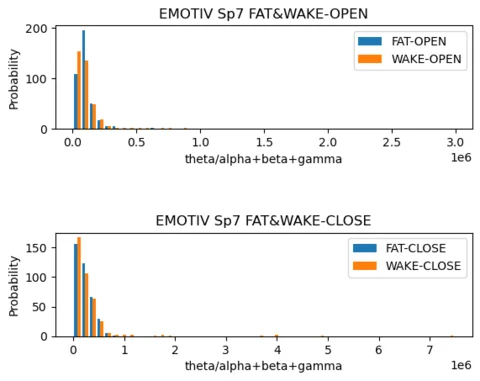 EMOTIV Sp7 FAT&WAKE-OPEN
200
100
0
Probability
FAT-OPEN
WAKE-OPEN
0.0 0.5 1.0 1.5 2.0 2.5 3.0
1e6
theta/alpha+beta+gamma
EMOTIV Sp7 FAT&WAKE-CLOSE
150
100
50
0
Probability
FAT-CLOSE
WAKE-CLOSE
0 1 2 3 4 5 6 7
1e6
theta/alpha+beta+gamma